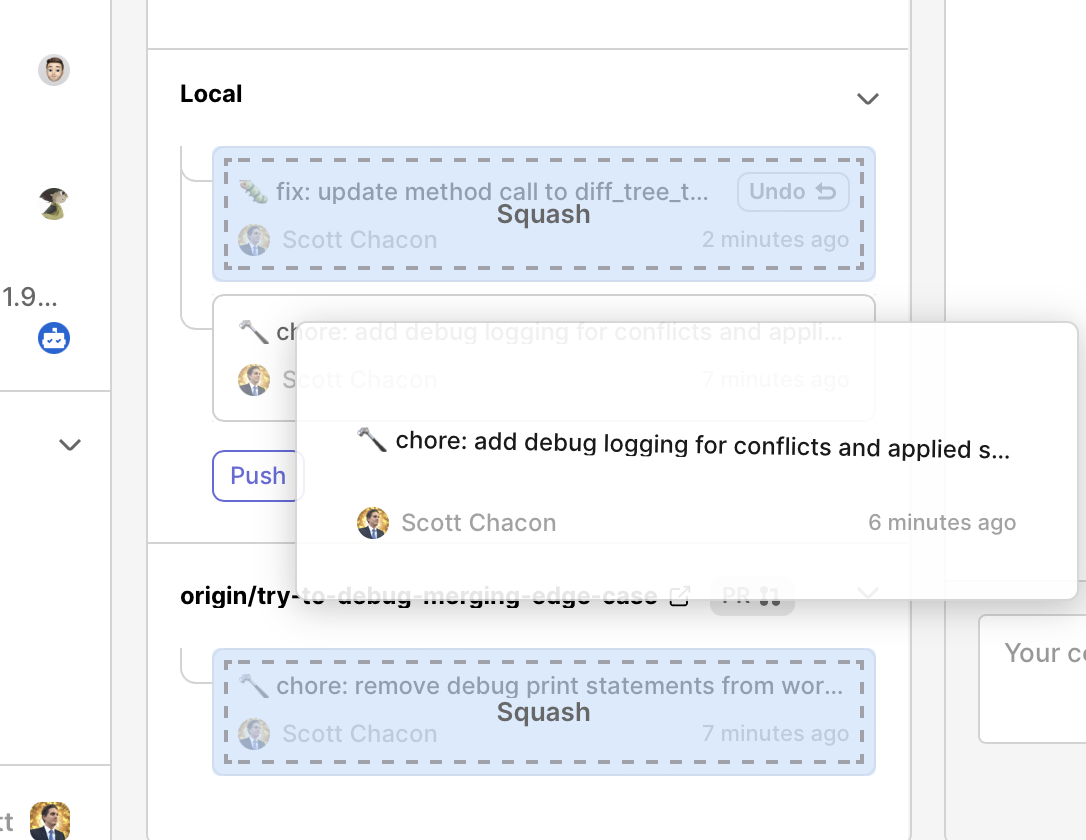 Local
fix: update method call to diff_tree_t...
Undo
Squash
Scott Chacon
2 minutes ago
1.9...
chore: add debug logging for conflicts and appli...
Scott Chacon
7 minutes ago
chore: add debug logging for conflicts and applied s...
Push
Scott Chacon
6 minutes ago
origin/try-to-debug-merging-edge-case
PR
chore: remove debug print statements from wor...
Your co
Squash
Scott Chacon
7 minutes ago
tt